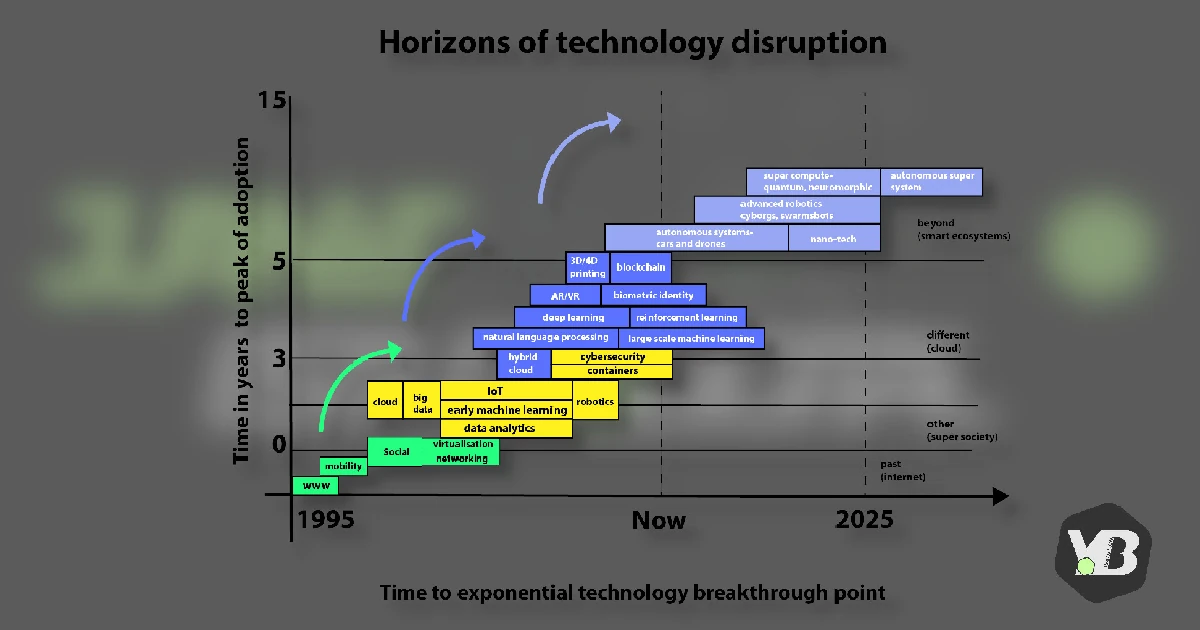 Horizons of technology disruption
15
Time in years to peak of adoption
super compute-
quantum, neuromorphic
autonomous super
system
advanced robotics
cyborgs, swarmsbots
beyond
(smart ecosystems)
autonomous systems-
cars and drones
nano-tech
5
3D/4D
printing
blockchain
AR/VR
biometric identity
deep learning
reinforcement learning
natural language processing
large scale machine learning
different
(cloud)
3
hybrid
cloud
cybersecurity
containers
cloud
big
data
IoT
early machine learning
robotics
data analytics
other
(super society)
0
Social
virtualisation
networking
mobility
past
(internet)
www
1995
Now
2025
YB
Time to exponential technology breakthrough point